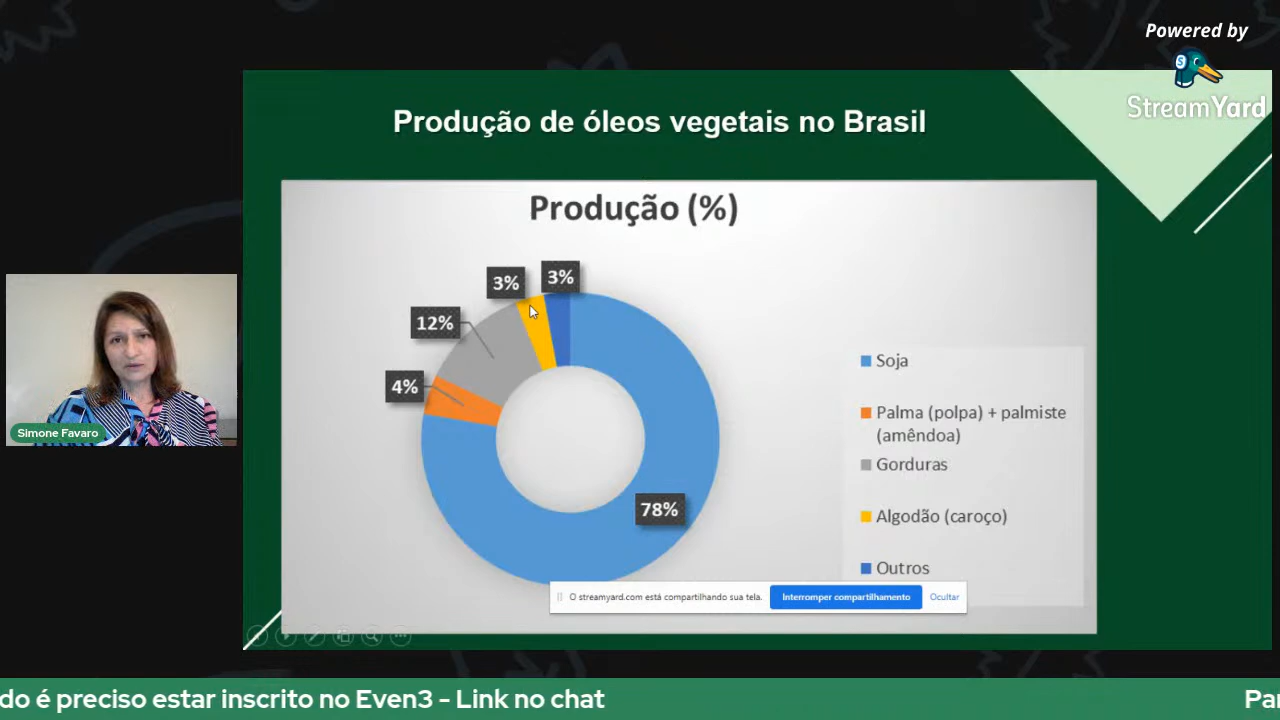 Powered by
StreamYard
Produção de óleos vegetais no Brasil
Produção (%)
3%
3%
12%
4%
78%
Soja
Palma (polpa) + palmiste
(amêndoa)
Gorduras
Algodão (caroço)
Outros
Simone Favaro
O streamyard.com está compartilhando sua tela.
Interromper compartilhamento
Ocultar
do é preciso estar inscrito no Even3 - Link no chat
Par